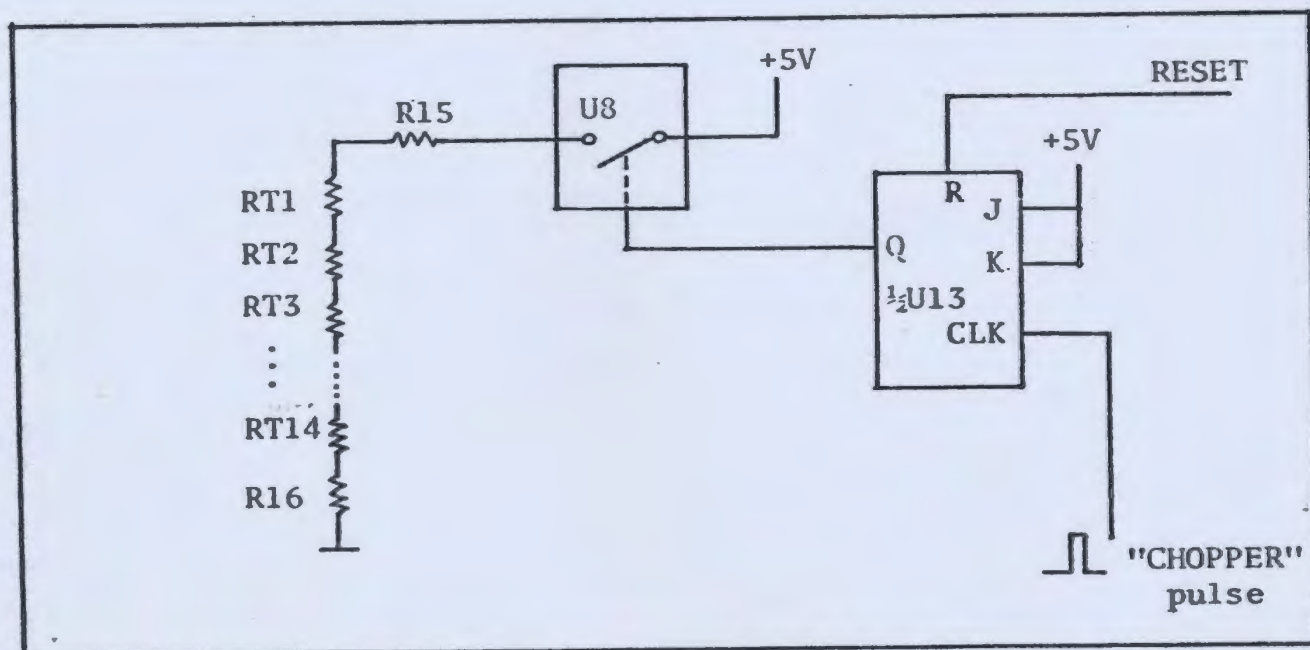 +5V
RESET
R15
U8
+5V
RT1
R
J
RT2
Q
K
RT3
½U13
CLK
RT14
R16
"CHOPPER"
pulse